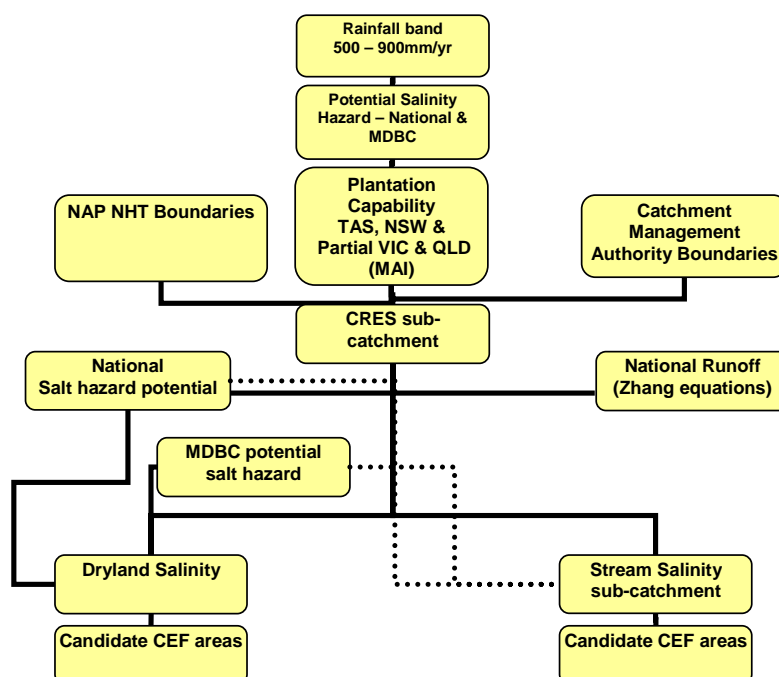 Rainfall band
500 – 900mm/yr
Potential Salinity
Hazard – National &
MDBC
Plantation
Capability
TAS, NSW &
Partial VIC & QLD
(MAI)
NAP NHT Boundaries
Catchment
Management
Authority Boundaries
CRES sub-
catchment
National
Salt hazard potential
National Runoff
(Zhang equations)
MDBC potential
salt hazard
Dryland Salinity
Stream Salinity
sub-catchment
Candidate CEF areas
Candidate CEF areas